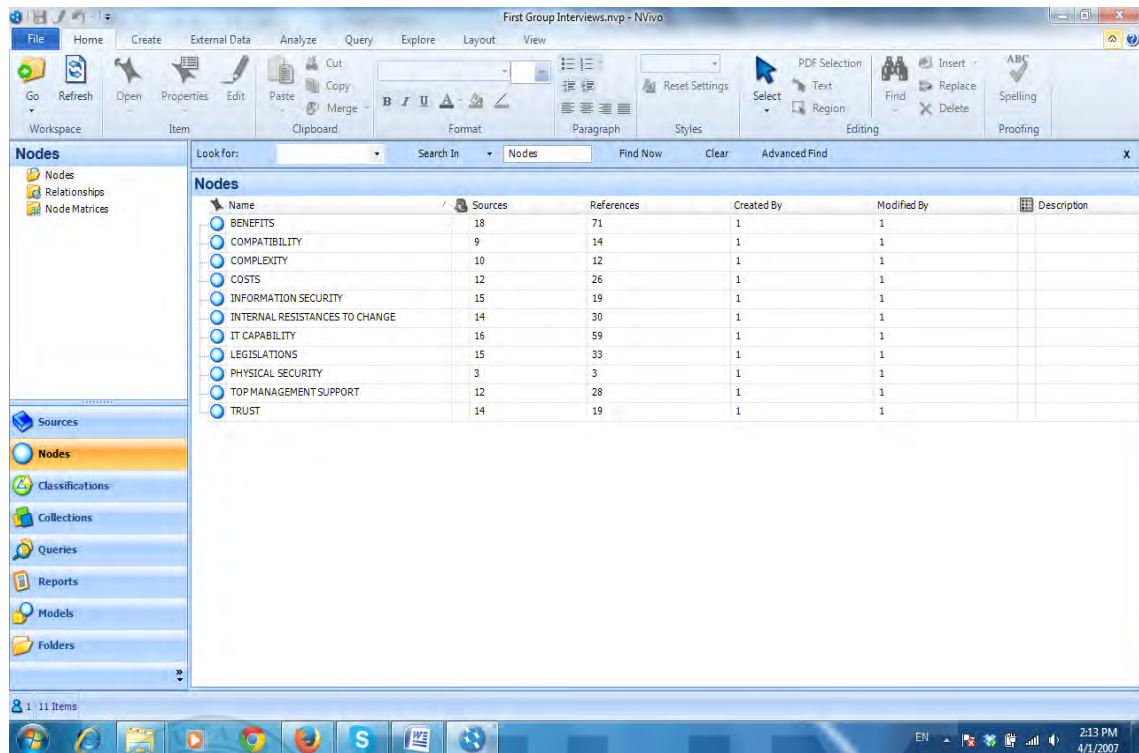 First Group Interviews.nvp - NVivo
File Home Create External Data Analyze Query Explore Layout View
Go Refresh Open Properties Edit Paste Cut Copy Merge B I U A Reset Settings Select PDF Selection Text Region Find Insert Replace Delete ABC Spelling
Workspace Item Clipboard Format Paragraph Styles Editing Proofing
Nodes
Nodes
Relationships
Node Matrices
Sources
Nodes
Classifications
Collections
Queries
Reports
Models
Folders
Look for: Search In Nodes Find Now Clear Advanced Find x
Nodes
Name Sources References Created By Modified By Description
BENEFITS 18 71 1 1
COMPATIBILITY 9 14 1 1
COMPLEXITY 10 12 1 1
COSTS 12 26 1 1
INFORMATION SECURITY 15 19 1 1
INTERNAL RESISTANCES TO CHANGE 14 30 1 1
IT CAPABILITY 16 59 1 1
LEGISLATIONS 15 33 1 1
PHYSICAL SECURITY 3 3 1 1
TOP MANAGEMENT SUPPORT 12 28 1 1
TRUST 14 19 1 1
1 11 Items
EN 2:13 PM
4/1/2007